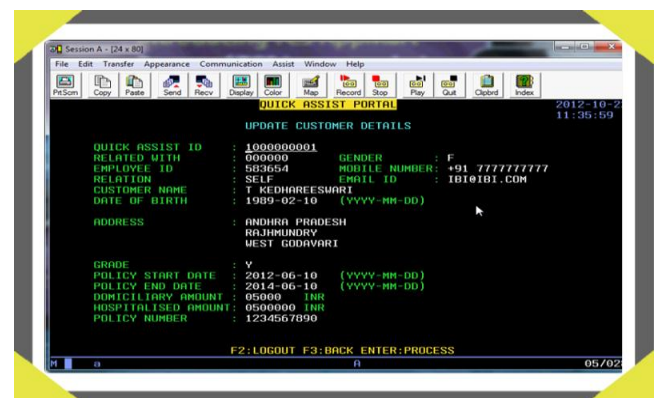 Session A - [24 x 80]
File Edit Transfer Appearance Communication Assist Window Help
PrtScrn Copy Paste Send Recv Display Color Map Record Stop Play Quit Clipbrd Index
QUICK ASSIST PORTAL 2012-10-2
11:35:59
UPDATE CUSTOMER DETAILS
QUICK ASSIST ID : 1000000001
RELATED WITH : 000000 GENDER : F
EMPLOYEE ID : 583654 MOBILE NUMBER: +91 7777777777
RELATION : SELF EMAIL ID : IBI@IBI.COM
CUSTOMER NAME : T KEDHAREESWARI
DATE OF BIRTH : 1989-02-10 (YYYY-MM-DD)
ADDRESS : ANDHRA PRADESH
RAJHMUNDRY
WEST GODAVARI
GRADE : Y
POLICY START DATE : 2012-06-10 (YYYY-MM-DD)
POLICY END DATE : 2014-06-10 (YYYY-MM-DD)
DOMICILIARY AMOUNT : 05000 INR
HOSPITALISED AMOUNT: 0500000 INR
POLICY NUMBER : 1234567890
F2:LOGOUT F3:BACK ENTER:PROCESS
M a A 05/02